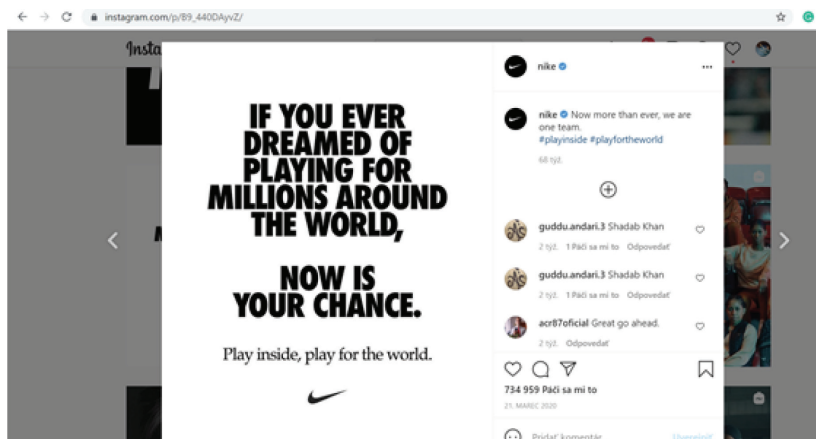 instagram.com/p/B9_440DAyvZ/
Insta
IF YOU EVER
DREAMED OF
PLAYING FOR
MILLIONS AROUND
THE WORLD,
NOW IS
YOUR CHANCE.
Play inside, play for the world.
nike
nike Now more than ever, we are
one team.
#playinside #playfortheworld
68 týž.
guddu.andari.3 Shadab Khan
2 týž. 1 Páči sa mi to Odpovedať
guddu.andari.3 Shadab Khan
2 týž. 1 Páči sa mi to Odpovedať
acr87oficial Great go ahead.
2 týž. Odpovedať
734 959 Páči sa mi to
21. MAREC 2020
Pridať komentár
Uverejniť